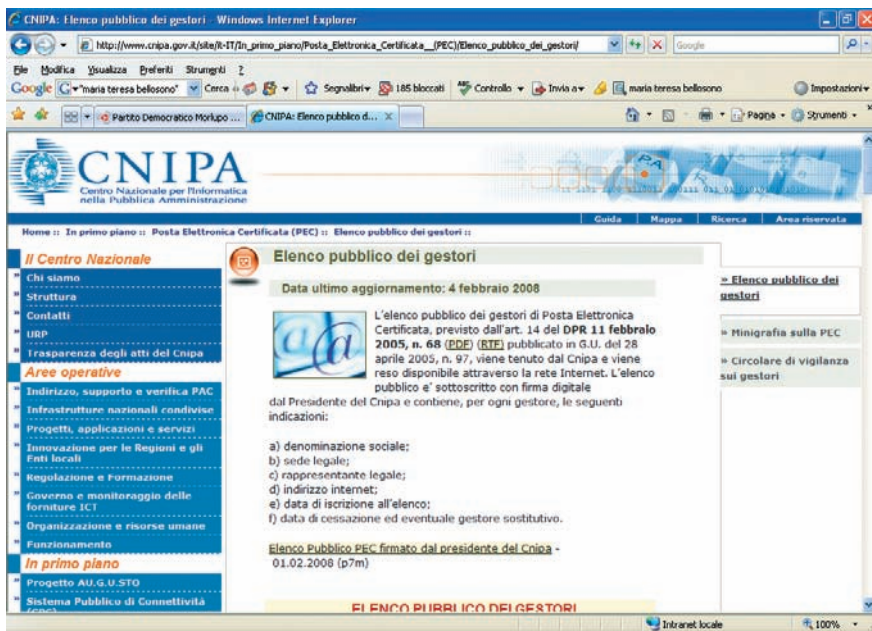 CNIPA: Elenco pubblico dei gestori - Windows Internet Explorer
http://www.cnipa.gov.it/site/it-IT/In_primo_piano/Posta_Elettronica_Certificata__(PEC)/Elenco_pubblico_dei_gestori/
Google
File Modifica Visualizza Preferiti Strumenti ?
Google "maria teresa bellosono" Cerca Segnalibri 185 bloccati Controllo Invia a maria teresa bellosono Impostazioni
Partito Democratico Morlupo ... CNIPA: Elenco pubblico d... Pagina Strumenti
CNIPA
Centro Nazionale per l'Informatica
nella Pubblica Amministrazione
PA
Guida Mappa Ricerca Area riservata
Home :: In primo piano :: Posta Elettronica Certificata (PEC) :: Elenco pubblico dei gestori ::
Il Centro Nazionale
Chi siamo
Struttura
Contatti
URP
Trasparenza degli atti del Cnipa
Aree operative
Indirizzo, supporto e verifica PAC
Infrastrutture nazionali condivise
Progetti, applicazioni e servizi
Innovazione per le Regioni e gli
Enti locali
Regolazione e Formazione
Governo e monitoraggio delle
forniture ICT
Organizzazione e risorse umane
Funzionamento
In primo piano
Progetto AU.G.U.STO
Sistema Pubblico di Connettività
(SPC)
Elenco pubblico dei gestori
Data ultimo aggiornamento: 4 febbraio 2008
L'elenco pubblico dei gestori di Posta Elettronica
Certificata, previsto dall'art. 14 del DPR 11 febbraio
2005, n. 68 (PDF) (RTF) pubblicato in G.U. del 28
aprile 2005, n. 97, viene tenuto dal Cnipa e viene
reso disponibile attraverso la rete Internet. L'elenco
pubblico e' sottoscritto con firma digitale
dal Presidente del Cnipa e contiene, per ogni gestore, le seguenti
indicazioni:
a) denominazione sociale;
b) sede legale;
c) rappresentante legale;
d) indirizzo internet;
e) data di iscrizione all'elenco;
f) data di cessazione ed eventuale gestore sostitutivo.
Elenco Pubblico PEC firmato dal presidente del Cnipa -
01.02.2008 (p7m)
ELENCO PUBBLICO DEI GESTORI
» Elenco pubblico dei
gestori
» Minigrafia sulla PEC
» Circolare di vigilanza
sui gestori
Intranet locale 100%